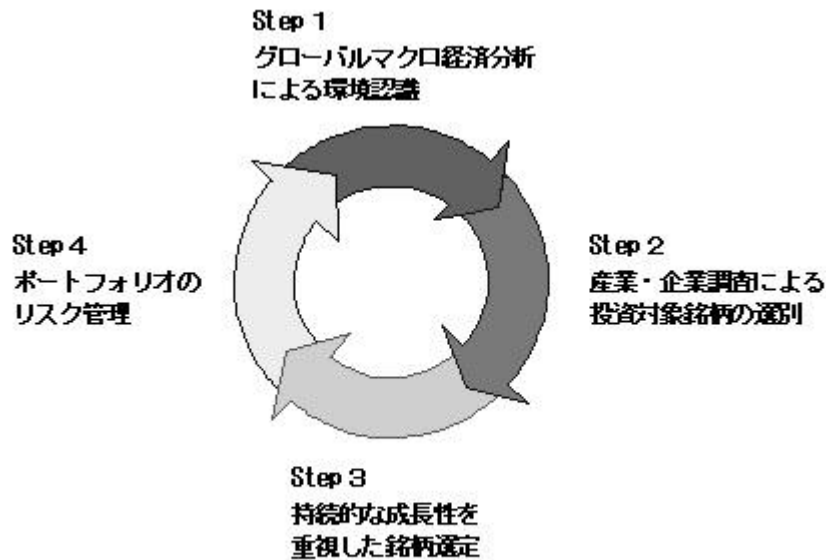 Step 1
グローバルマクロ経済分析
による環境認識
Step 2
産業・企業調査による
投資対象銘柄の選別
Step 3
持続的な成長性を
重視した銘柄選定
Step 4
ポートフォリオの
リスク管理